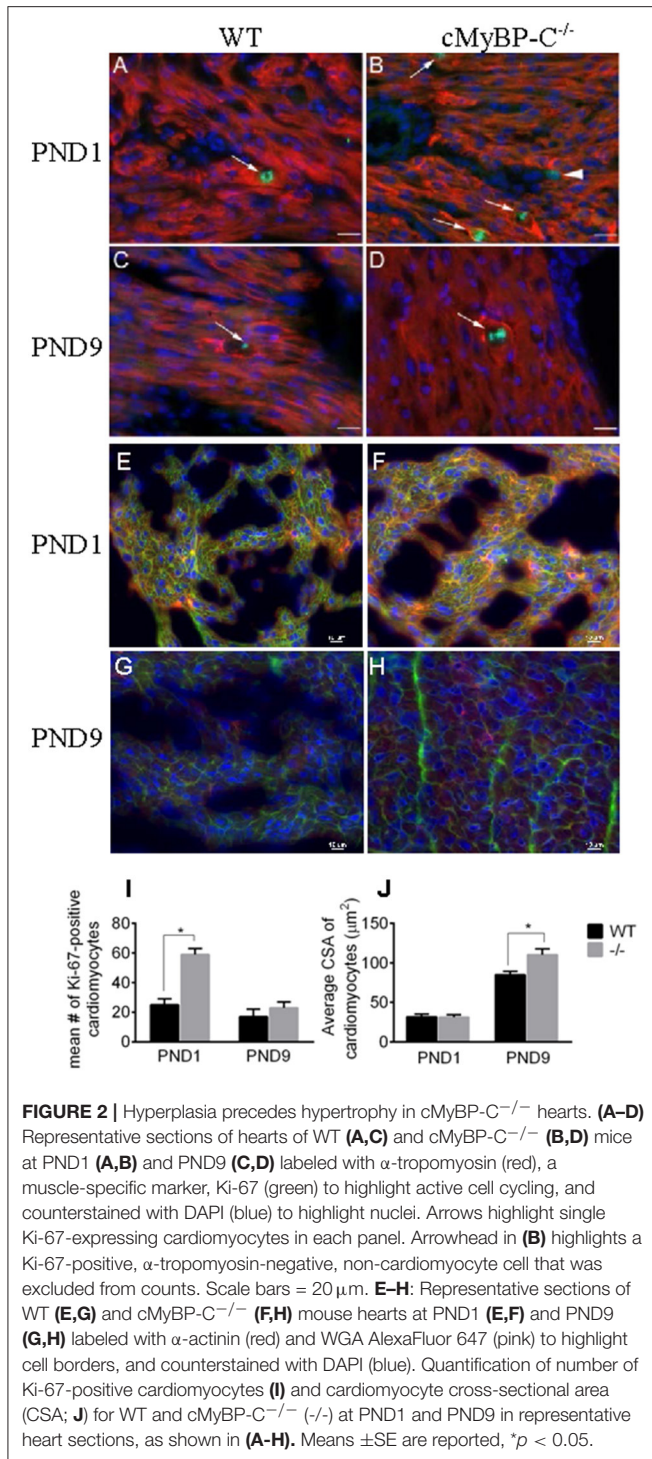 WT cMyBP-C-/-
A B
PND1
C D
PND9
E F
PND1
10 µm 10 µm
G H
PND9
10 µm 10 µm
I J
mean # of Ki-67-positive
cardiomyocytes
80
60
40
20
0
*
PND1 PND9
Average CSA of
cardiomyocytes (µm²)
150
100
50
0
*
PND1 PND9
WT
-/-
FIGURE 2 | Hyperplasia precedes hypertrophy in cMyBP-C−/− hearts. (A–D)
Representative sections of hearts of WT (A,C) and cMyBP-C−/− (B,D) mice
at PND1 (A,B) and PND9 (C,D) labeled with α-tropomyosin (red), a
muscle-specific marker, Ki-67 (green) to highlight active cell cycling, and
counterstained with DAPI (blue) to highlight nuclei. Arrows highlight single
Ki-67-expressing cardiomyocytes in each panel. Arrowhead in (B) highlights a
Ki-67-positive, α-tropomyosin-negative, non-cardiomyocyte cell that was
excluded from counts. Scale bars = 20 µm. E–H: Representative sections of
WT (E,G) and cMyBP-C−/− (F,H) mouse hearts at PND1 (E,F) and PND9
(G,H) labeled with α-actinin (red) and WGA AlexaFluor 647 (pink) to highlight
cell borders, and counterstained with DAPI (blue). Quantification of number of
Ki-67-positive cardiomyocytes (I) and cardiomyocyte cross-sectional area
(CSA; J) for WT and cMyBP-C−/− (-/-) at PND1 and PND9 in representative
heart sections, as shown in (A-H). Means ±SE are reported, *p < 0.05.